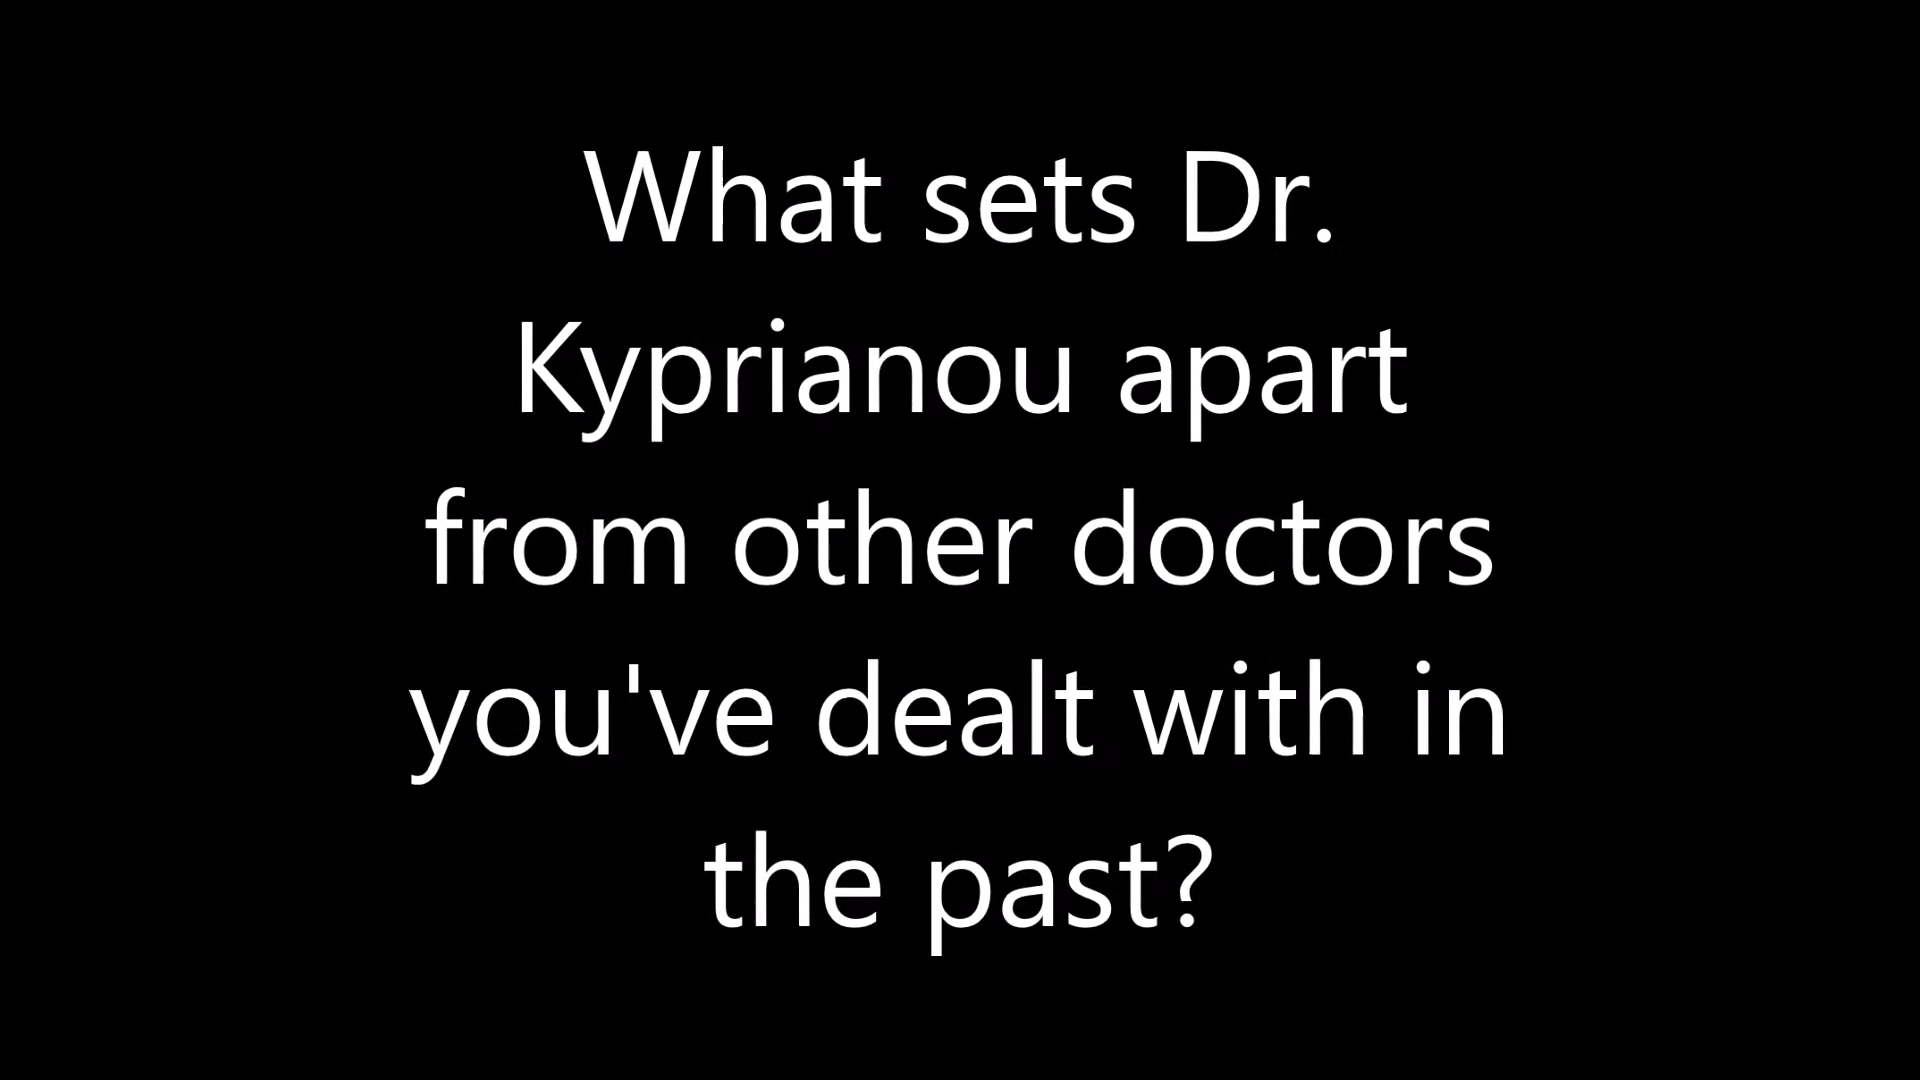 What sets Dr.
Kyprianou apart
from other doctors
you've dealt with in
the past?